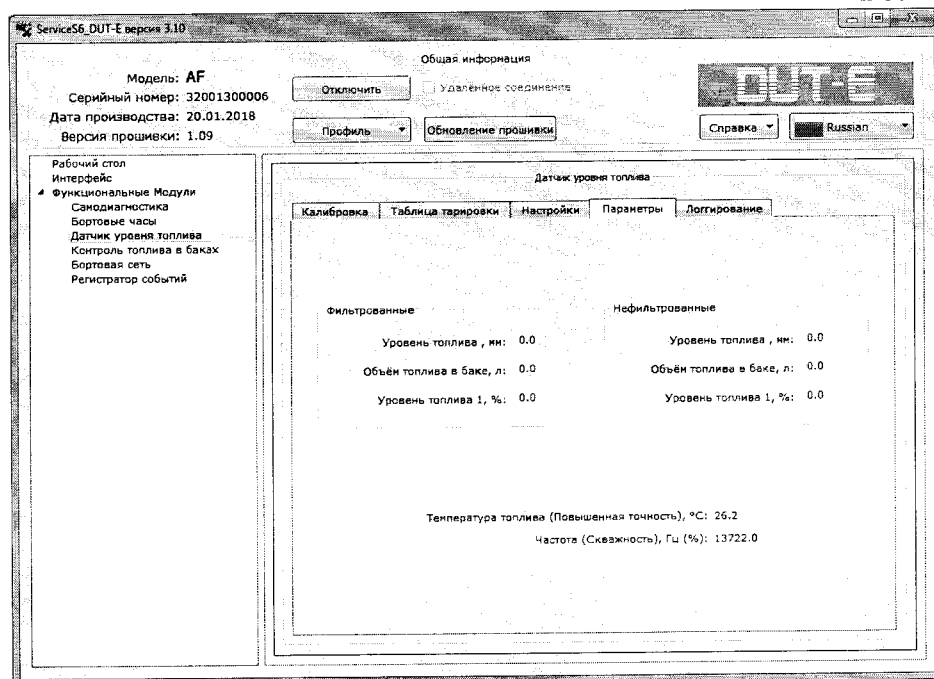 ServiceS6_DUT-E версия 3.10
Общая информация
Модель: AF
Серийный номер: 32001300006
Дата производства: 20.01.2018
Версия прошивки: 1.09
Отключить
Удалённое соединение
Профиль
Обновление прошивки
DUT-E
Справка
Russian
Рабочий стол
Интерфейс
Функциональные Модули
Самодиагностика
Бортовые часы
Датчик уровня топлива
Контроль топлива в баках
Бортовая сеть
Регистратор событий
Датчик уровня топлива
Калибровка Таблица тарировки Настройки Параметры Логгирование
Фильтрованные
Уровень топлива , мм: 0.0
Объём топлива в баке, л: 0.0
Уровень топлива 1, %: 0.0
Нефильтрованные
Уровень топлива , мм: 0.0
Объём топлива в баке, л: 0.0
Уровень топлива 1, %: 0.0
Температура топлива (Повышенная точность), °C: 26.2
Частота (Скважность), Гц (%): 13722.0